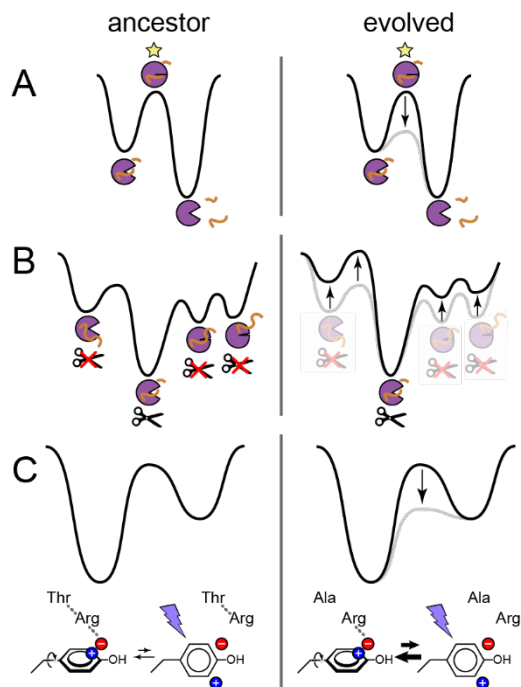 ancestor evolved
A
B
C
Thr Thr Ala Ala
Arg Arg Arg Arg
− − − −
+ OH OH + OH OH
+ +